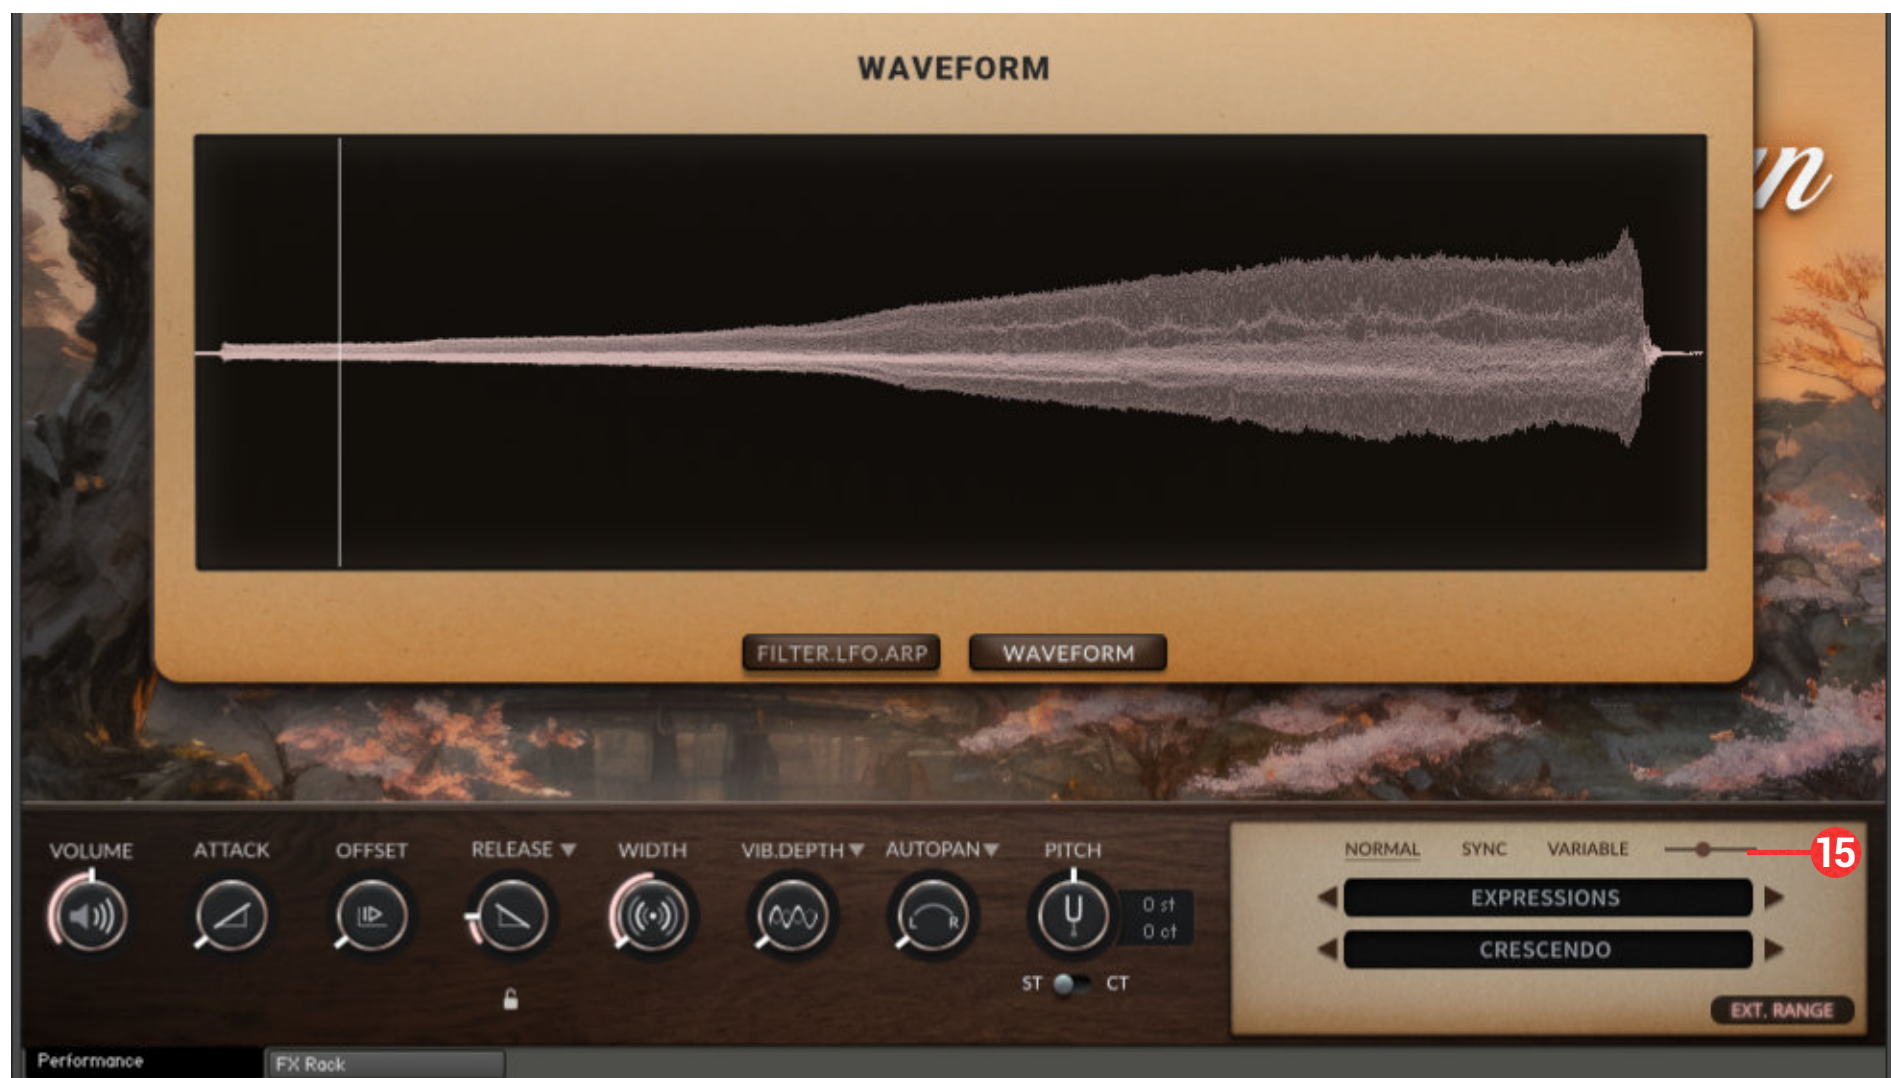 WAVEFORM
FILTER.LFO.ARP
WAVEFORM
VOLUME
ATTACK
OFFSET
RELEASE
WIDTH
VIB.DEPTH
AUTOPAN
PITCH
L R
0 st
0 ct
ST CT
NORMAL SYNC VARIABLE
15
EXPRESSIONS
CRESCENDO
EXT. RANGE
Performance
FX Rack